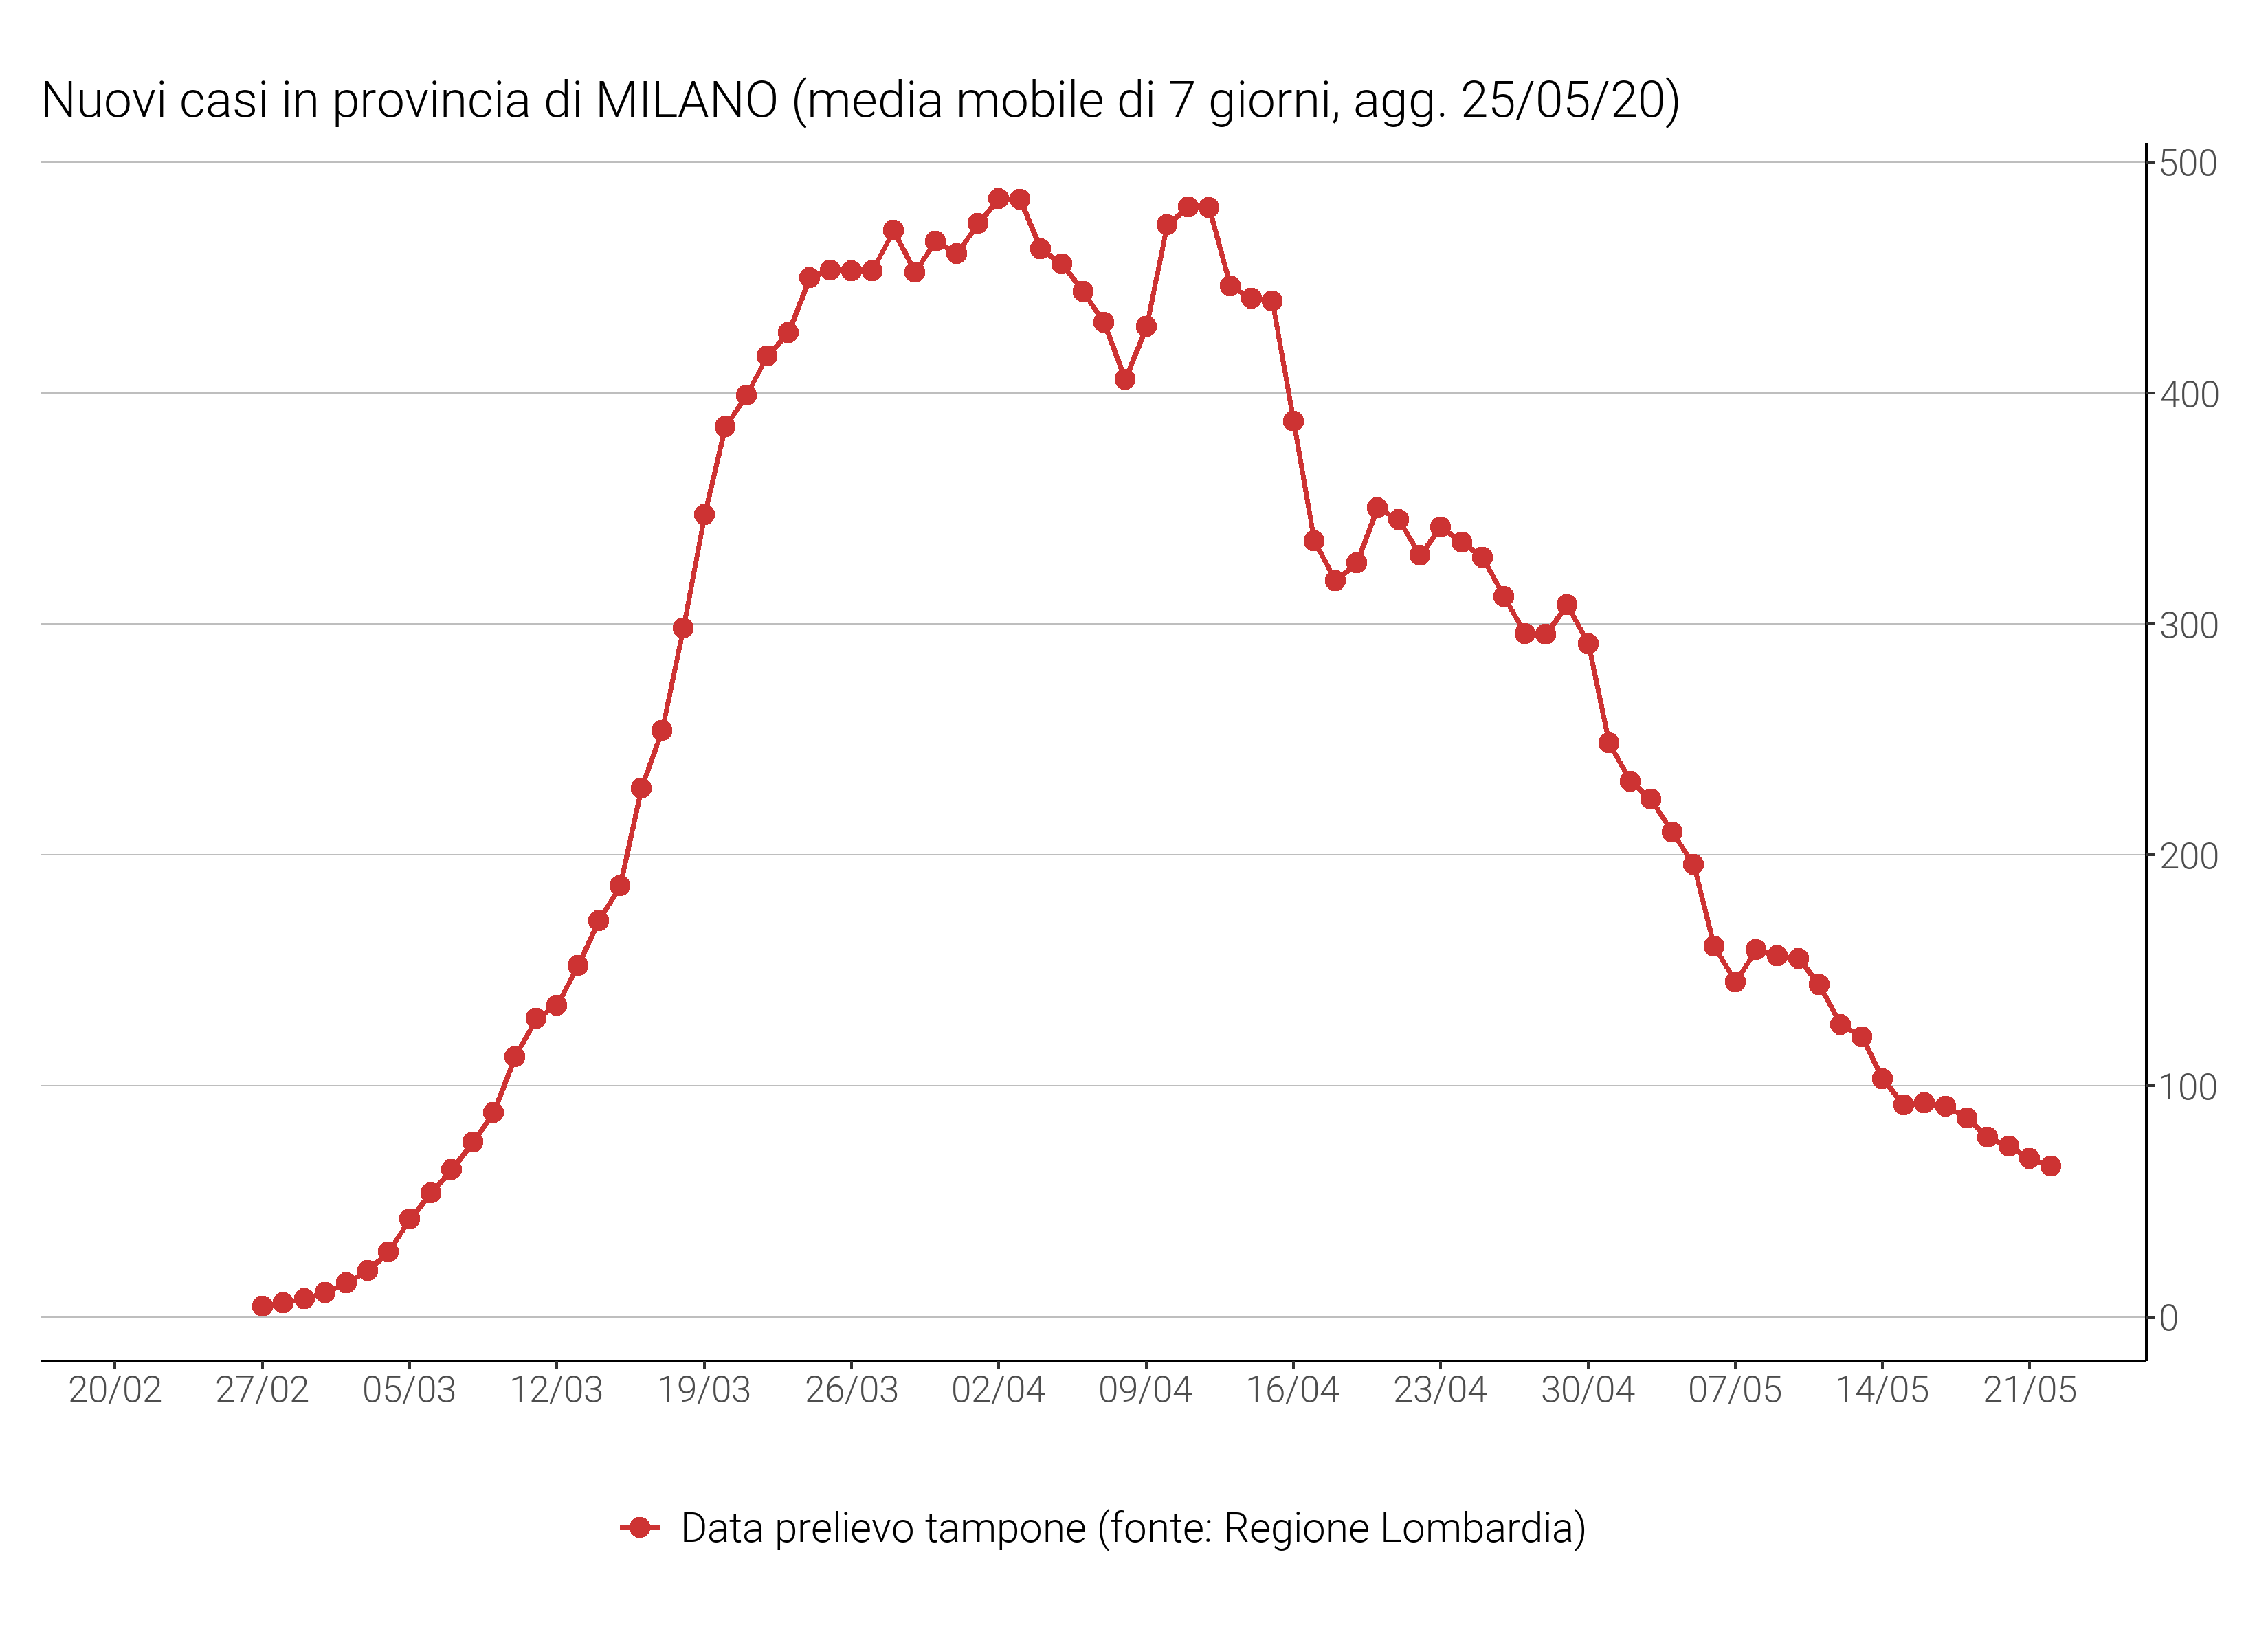 Nuovi casi in provincia di MILANO (media mobile di 7 giorni, agg. 25/05/20)
500
400
300
200
100
0
20/02 27/02 05/03 12/03 19/03 26/03 02/04 09/04 16/04 23/04 30/04 07/05 14/05 21/05
Data prelievo tampone (fonte: Regione Lombardia)